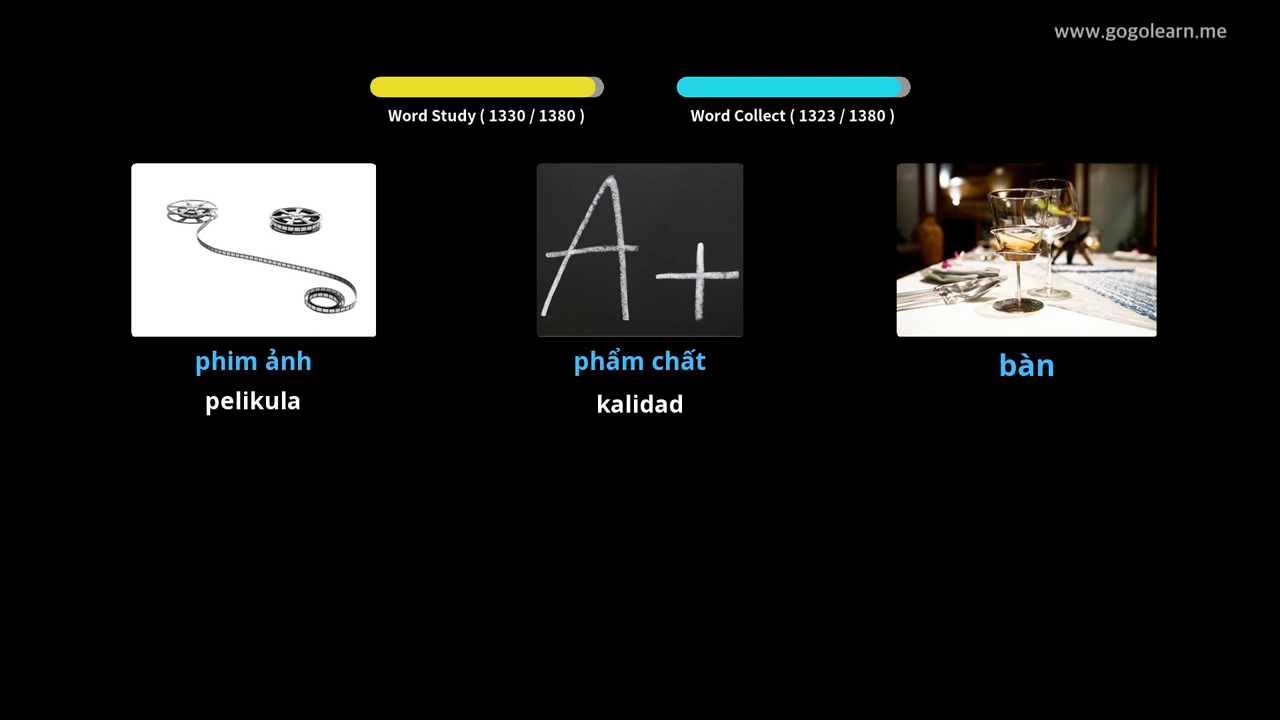 www.gogolearn.me
Word Study ( 1330 / 1380 )
Word Collect ( 1323 / 1380 )
A+
phim ảnh
phẩm chất
bàn
pelikula
kalidad